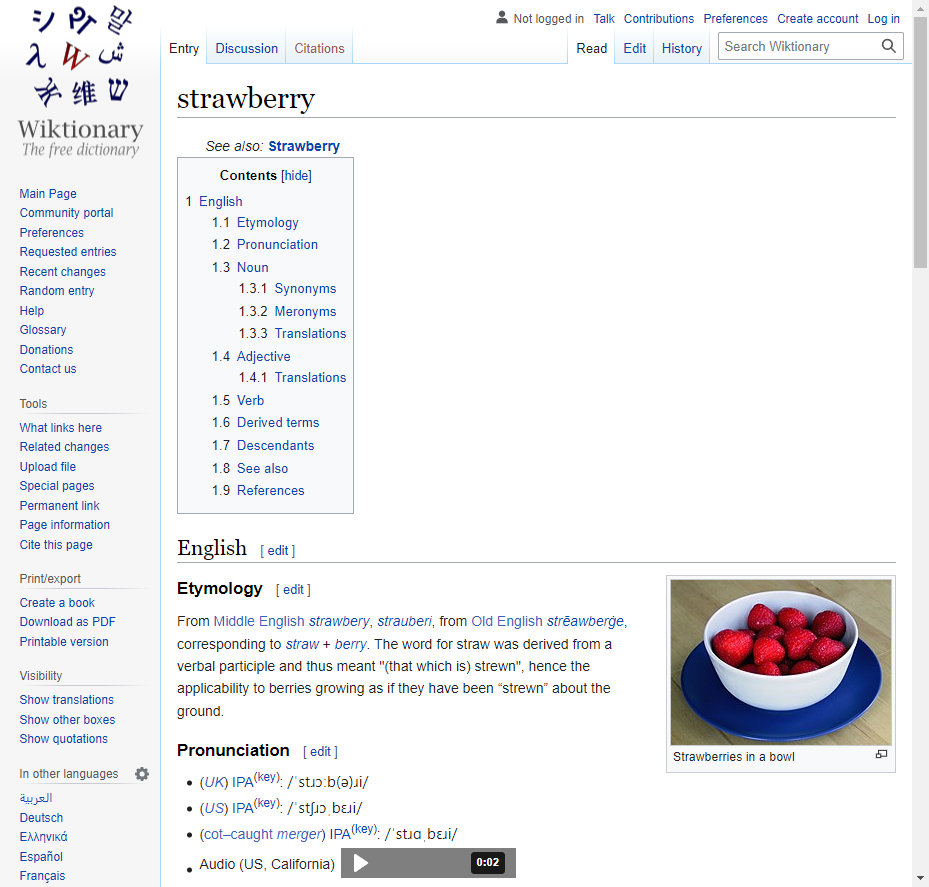 Not logged in Talk Contributions Preferences Create account Log in
Entry Discussion Citations Read Edit History Search Wiktionary
Wiktionary
The free dictionary
Main Page
Community portal
Preferences
Requested entries
Recent changes
Random entry
Help
Glossary
Donations
Contact us
Tools
What links here
Related changes
Upload file
Special pages
Permanent link
Page information
Cite this page
Print/export
Create a book
Download as PDF
Printable version
Visibility
Show translations
Show other boxes
Show quotations
In other languages
العربية
Deutsch
Ελληνικά
Español
Français
strawberry
See also: Strawberry
Contents [hide]
1 English
1.1 Etymology
1.2 Pronunciation
1.3 Noun
1.3.1 Synonyms
1.3.2 Meronyms
1.3.3 Translations
1.4 Adjective
1.4.1 Translations
1.5 Verb
1.6 Derived terms
1.7 Descendants
1.8 See also
1.9 References
English [ edit ]
Etymology [ edit ]
From Middle English strawbery, strauberi, from Old English strēawberġe,
corresponding to straw + berry. The word for straw was derived from a
verbal participle and thus meant "(that which is) strewn", hence the
applicability to berries growing as if they have been “strewn” about the
ground.
Strawberries in a bowl
Pronunciation [ edit ]
(UK) IPA(key): /ˈstɹɔːb(ə)ɹi/
(US) IPA(key): /ˈstʃɹɔˌbɛɹi/
(cot–caught merger) IPA(key): /ˈstɹɑˌbɛɹi/
Audio (US, California) 0:02